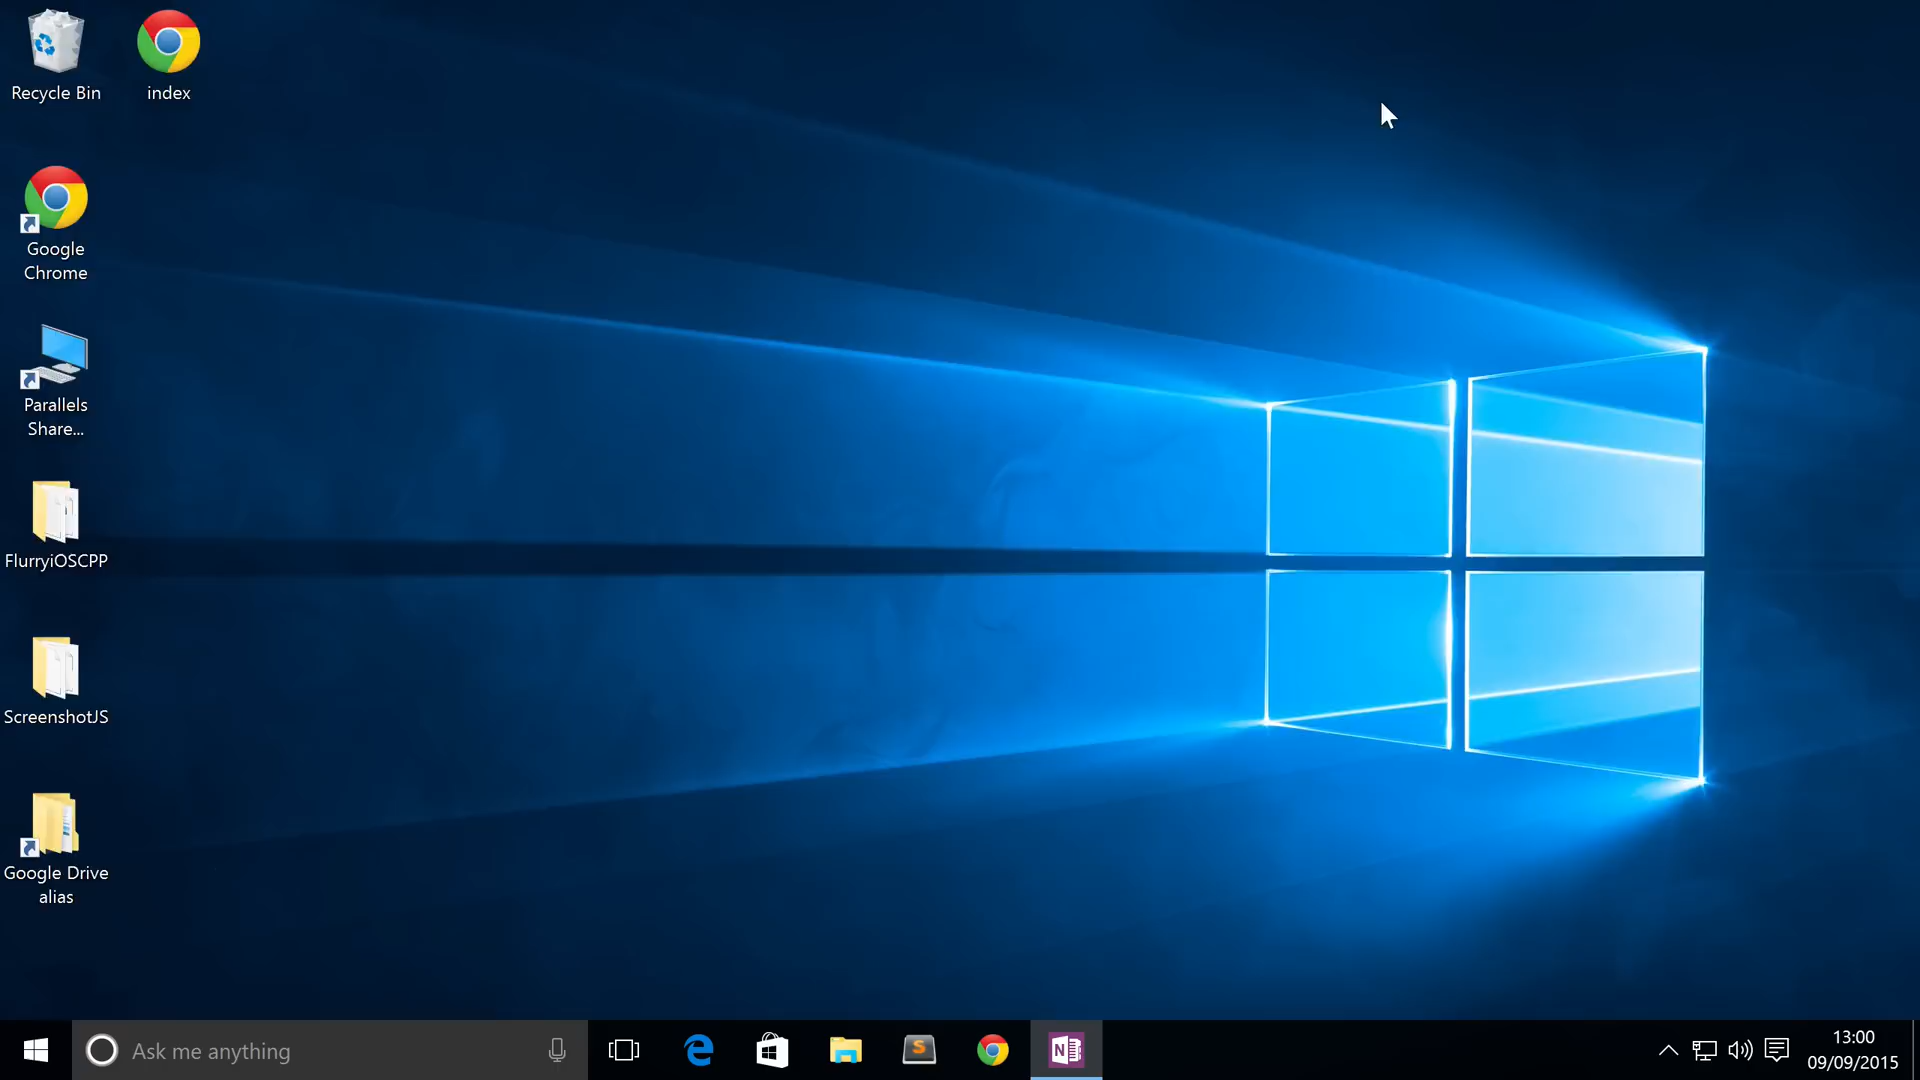 Recycle Bin
index
Google
Chrome
Parallels
Share...
FlurryiOSCPP
ScreenshotJS
Google Drive
alias
Ask me anything
S
N
13:00
09/09/2015